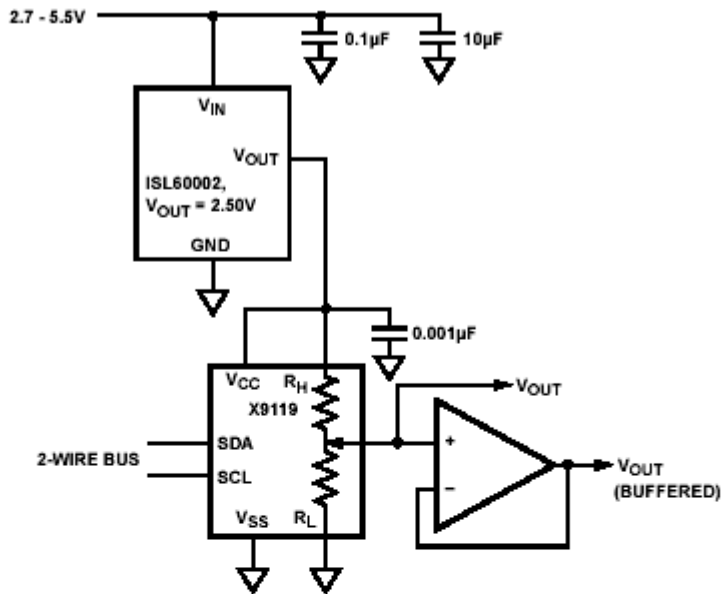 2.7 - 5.5V
0.1µF
10µF
VIN
VOUT
ISL60002,
VOUT = 2.50V
GND
0.001µF
VCC
RH
X9119
VOUT
SDA
+
2-WIRE BUS
SCL
−
VOUT
(BUFFERED)
VSS
RL